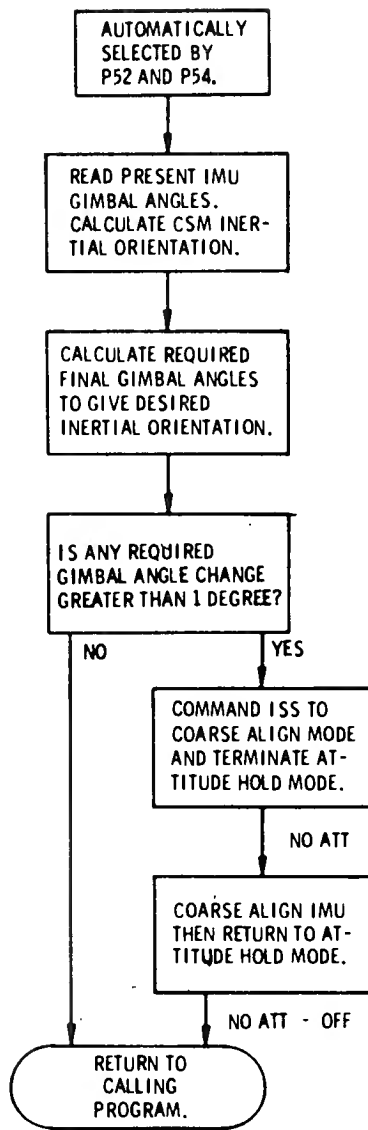 AUTOMATICALLY
SELECTED BY
P52 AND P54.
READ PRESENT IMU
GIMBAL ANGLES.
CALCULATE CSM INER-
TIAL ORIENTATION.
CALCULATE REQUIRED
FINAL GIMBAL ANGLES
TO GIVE DESIRED
INERTIAL ORIENTATION.
IS ANY REQUIRED
GIMBAL ANGLE CHANGE
GREATER THAN 1 DEGREE?
NO
YES
COMMAND ISS TO
COARSE ALIGN MODE
AND TERMINATE AT-
TITUDE HOLD MODE.
NO ATT
COARSE ALIGN IMU
THEN RETURN TO AT-
TITUDE HOLD MODE.
NO ATT - OFF
RETURN TO
CALLING
PROGRAM.